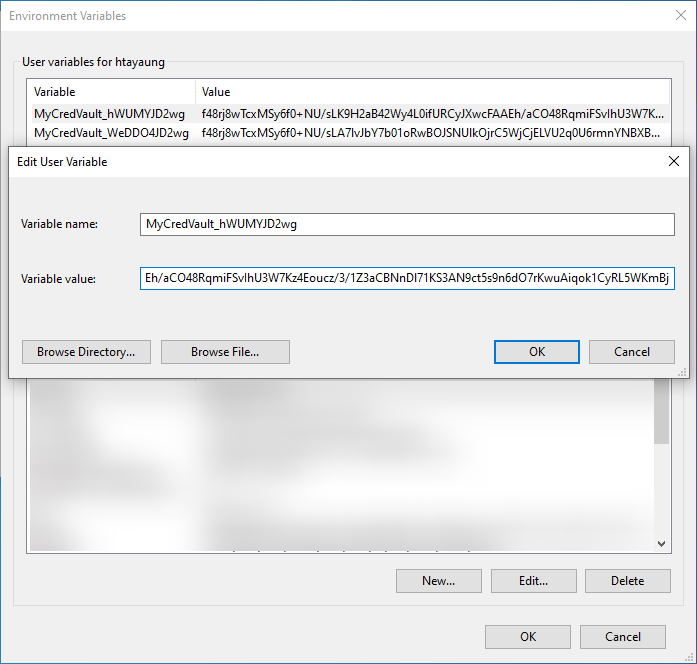 Environment Variables
User variables for htayaung
Variable Value
MyCredVault_hWUMYJD2wg f48rj8wTcxMSy6f0+NU/sLK9H2aB42Wy4L0ifURCyJXwcFAAEh/aCO48RqmiFSvlhU3W7K...
MyCredVault_WeDDO4JD2wg f48rj8wTcxMSy6f0+NU/sLA7lvJbY7b01oRwBOJSNUIkOjrC5WjCjELVU2q0U6rmnYNBXB...
Edit User Variable
Variable name: MyCredVault_hWUMYJD2wg
Variable value: Eh/aCO48RqmiFSvlhU3W7Kz4Eoucz/3/1Z3aCBNnDI71KS3AN9ct5s9n6dO7rKwuAiqok1CyRL5WKmBj
Browse Directory... Browse File... OK Cancel
New... Edit... Delete
OK Cancel